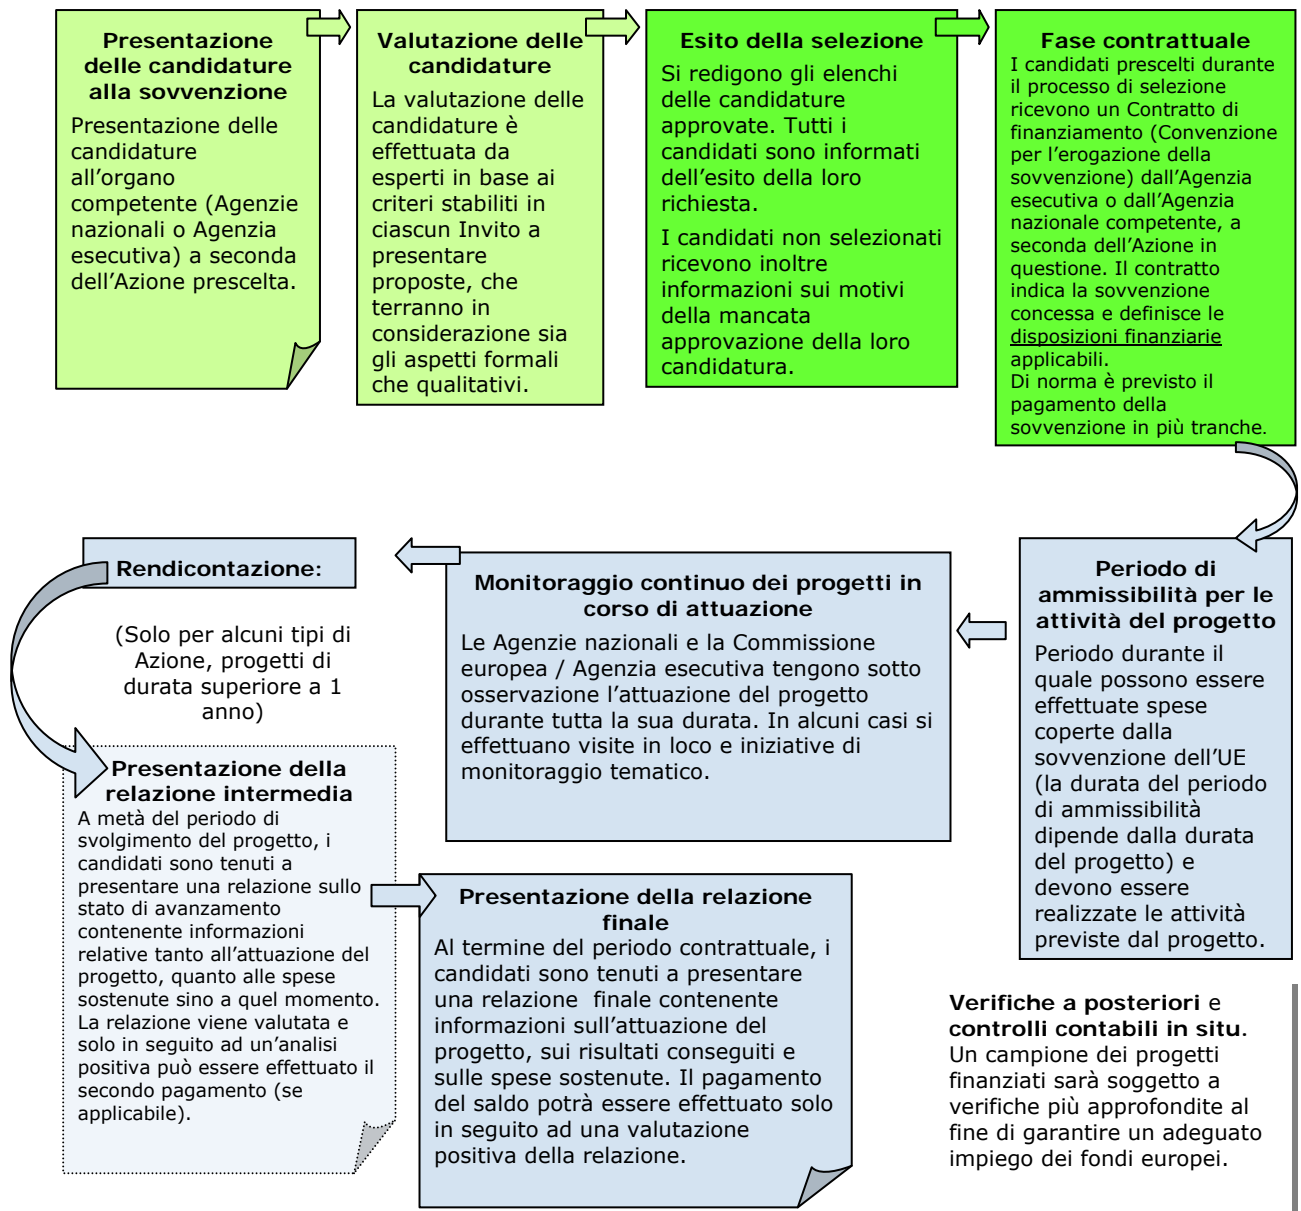 Presentazione
delle candidature
alla sovvenzione
Presentazione delle
candidature
all’organo
competente (Agenzie
nazionali o Agenzia
esecutiva) a seconda
dell’Azione prescelta.
Valutazione delle
candidature
La valutazione delle
candidature è
effettuata da
esperti in base ai
criteri stabiliti in
ciascun Invito a
presentare
proposte, che
terranno in
considerazione sia
gli aspetti formali
che qualitativi.
Esito della selezione
Si redigono gli elenchi
delle candidature
approvate. Tutti i
candidati sono informati
dell’esito della loro
richiesta.
I candidati non selezionati
ricevono inoltre
informazioni sui motivi
della mancata
approvazione della loro
candidatura.
Fase contrattuale
I candidati prescelti durante
il processo di selezione
ricevono un Contratto di
finanziamento (Convenzione
per l’erogazione della
sovvenzione) dall’Agenzia
esecutiva o dall’Agenzia
nazionale competente, a
seconda dell’Azione in
questione. Il contratto
indica la sovvenzione
concessa e definisce le
disposizioni finanziarie
applicabili.
Di norma è previsto il
pagamento della
sovvenzione in più tranche.
Periodo di
ammissibilità per le
attività del progetto
Periodo durante il
quale possono essere
effettuate spese
coperte dalla
sovvenzione dell’UE
(la durata del periodo
di ammissibilità
dipende dalla durata
del progetto) e
devono essere
realizzate le attività
previste dal progetto.
Monitoraggio continuo dei progetti in
corso di attuazione
Le Agenzie nazionali e la Commissione
europea / Agenzia esecutiva tengono sotto
osservazione l’attuazione del progetto
durante tutta la sua durata. In alcuni casi si
effettuano visite in loco e iniziative di
monitoraggio tematico.
Rendicontazione:
(Solo per alcuni tipi di
Azione, progetti di
durata superiore a 1
anno)
Presentazione della
relazione intermedia
A metà del periodo di
svolgimento del progetto, i
candidati sono tenuti a
presentare una relazione sullo
stato di avanzamento
contenente informazioni
relative tanto all’attuazione del
progetto, quanto alle spese
sostenute sino a quel momento.
La relazione viene valutata e
solo in seguito ad un’analisi
positiva può essere effettuato il
secondo pagamento (se
applicabile).
Presentazione della relazione
finale
Al termine del periodo contrattuale, i
candidati sono tenuti a presentare
una relazione finale contenente
informazioni sull’attuazione del
progetto, sui risultati conseguiti e
sulle spese sostenute. Il pagamento
del saldo potrà essere effettuato solo
in seguito ad una valutazione
positiva della relazione.
Verifiche a posteriori e
controlli contabili in situ.
Un campione dei progetti
finanziati sarà soggetto a
verifiche più approfondite al
fine di garantire un adeguato
impiego dei fondi europei.